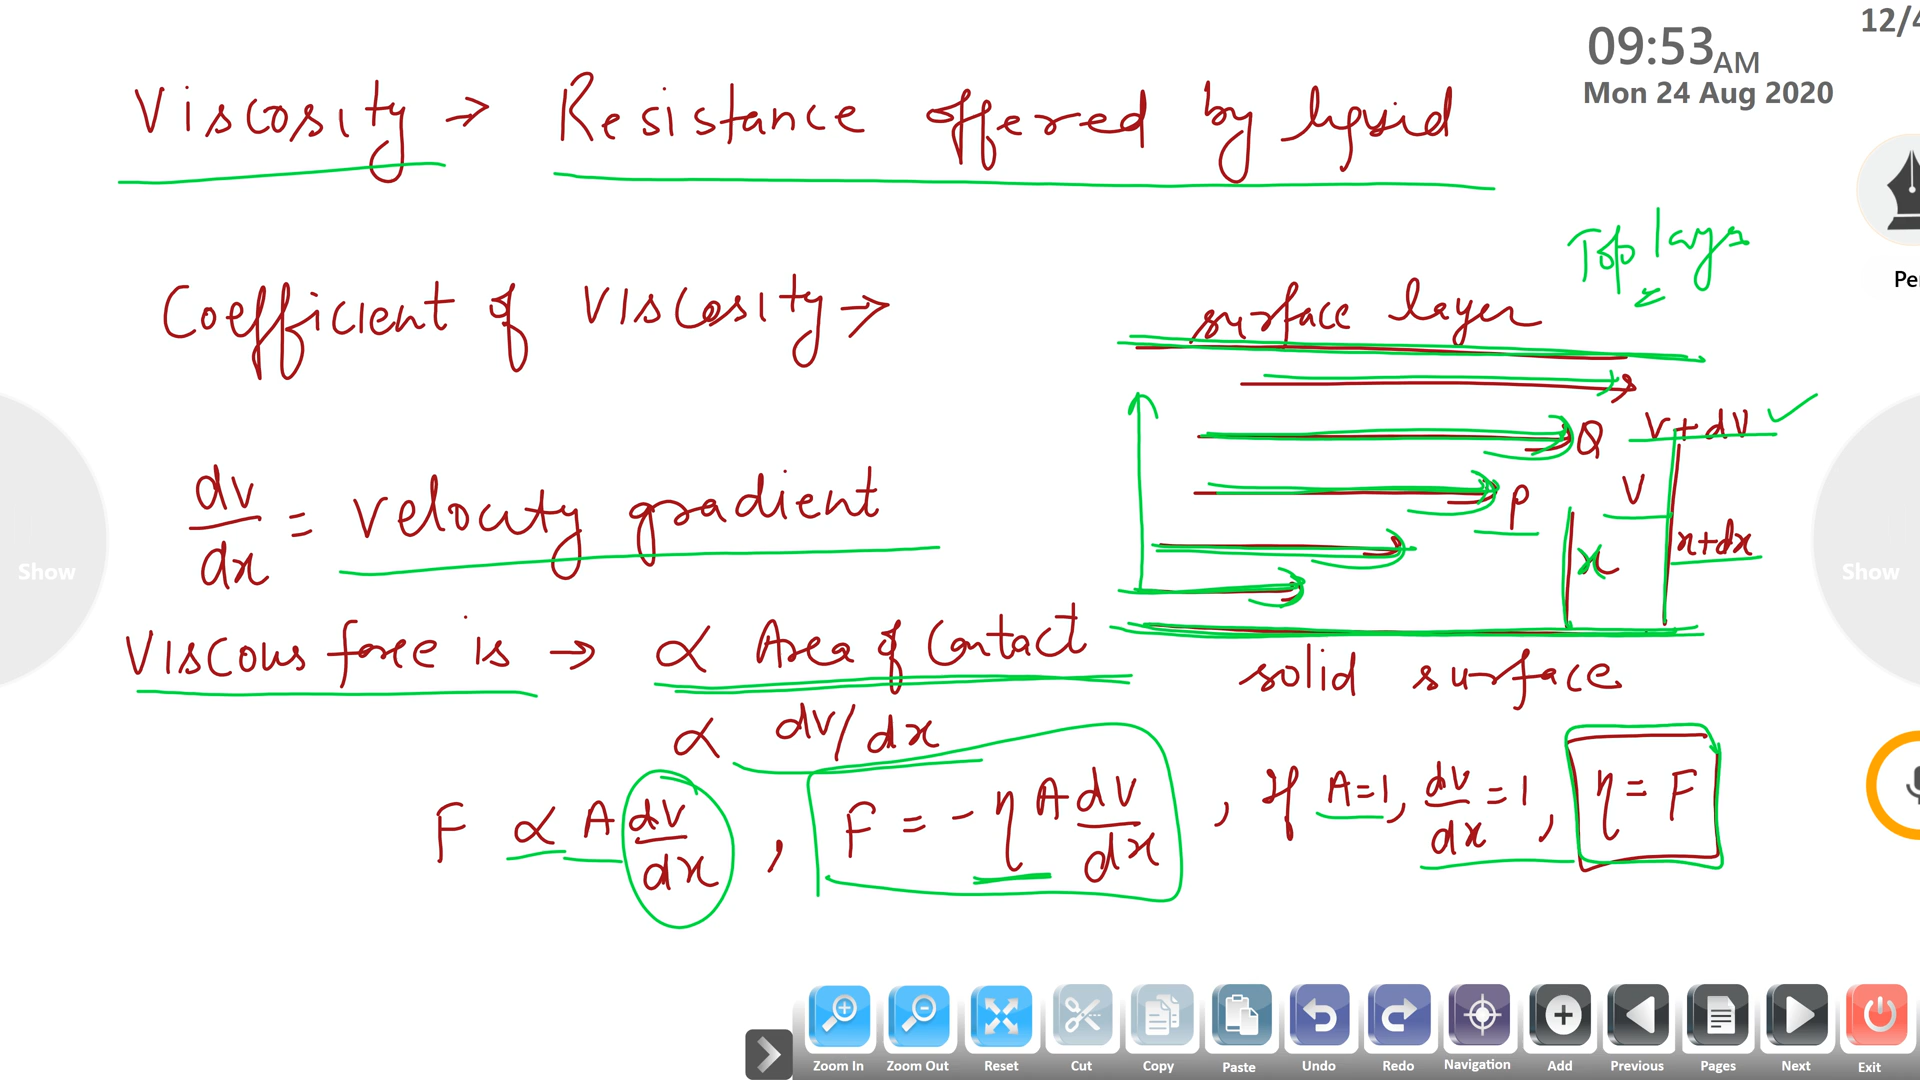 12/4
09:53 AM
Mon 24 Aug 2020
Viscosity → Resistance offered by liquid
Top layer
Coefficient of viscosity →
surface layer
Q v+dv
P v
x x+dx
solid surface
dv/dx = velocity gradient
Viscous force is → ∝ Area of Contact
∝ dv/dx
F ∝ A dv/dx , F = - η A dv/dx , If A=1, dv/dx = 1, η = F
Show
Show
Zoom In Zoom Out Reset Cut Copy Paste Undo Redo Navigation Add Previous Pages Next Exit